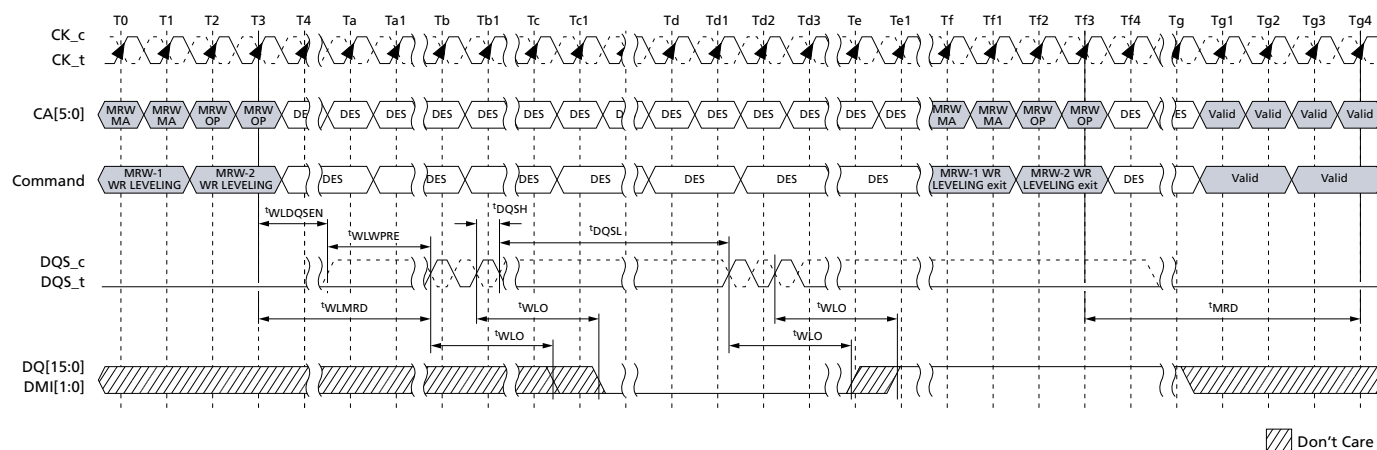 T0 T1 T2 T3 T4 Ta Ta1 Tb Tb1 Tc Tc1 Td Td1 Td2 Td3 Te Te1 Tf Tf1 Tf2 Tf3 Tf4 Tg Tg1 Tg2 Tg3 Tg4
CK_c
CK_t
CA[5:0]
MRW MA
MRW MA
MRW OP
MRW OP
DE
DES
DES
DES
DES
DES
DES
D
DES
DES
DES
DES
DES
DES
MRW MA
MRW MA
MRW OP
MRW OP
DES
ES
Valid
Valid
Valid
Valid
Command
MRW-1
WR LEVELING
MRW-2
WR LEVELING
DES
DES
DES
DES
DES
DES
DES
DES
MRW-1 WR
LEVELING exit
MRW-2 WR
LEVELING exit
DES
Valid
Valid
tWLDQSEN
tDQSH
tWLWPRE
tDQSL
DQS_c
DQS_t
tWLMRD
tWLO
tWLO
tMRD
tWLO
tWLO
DQ[15:0]
DMI[1:0]
Don't Care